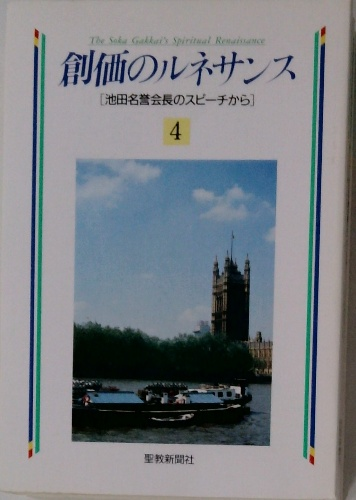 The Soka Gakkai's Spiritual Renaissance
創価のルネサンス
[池田名誉会長のスピーチから]
4
聖教新聞社